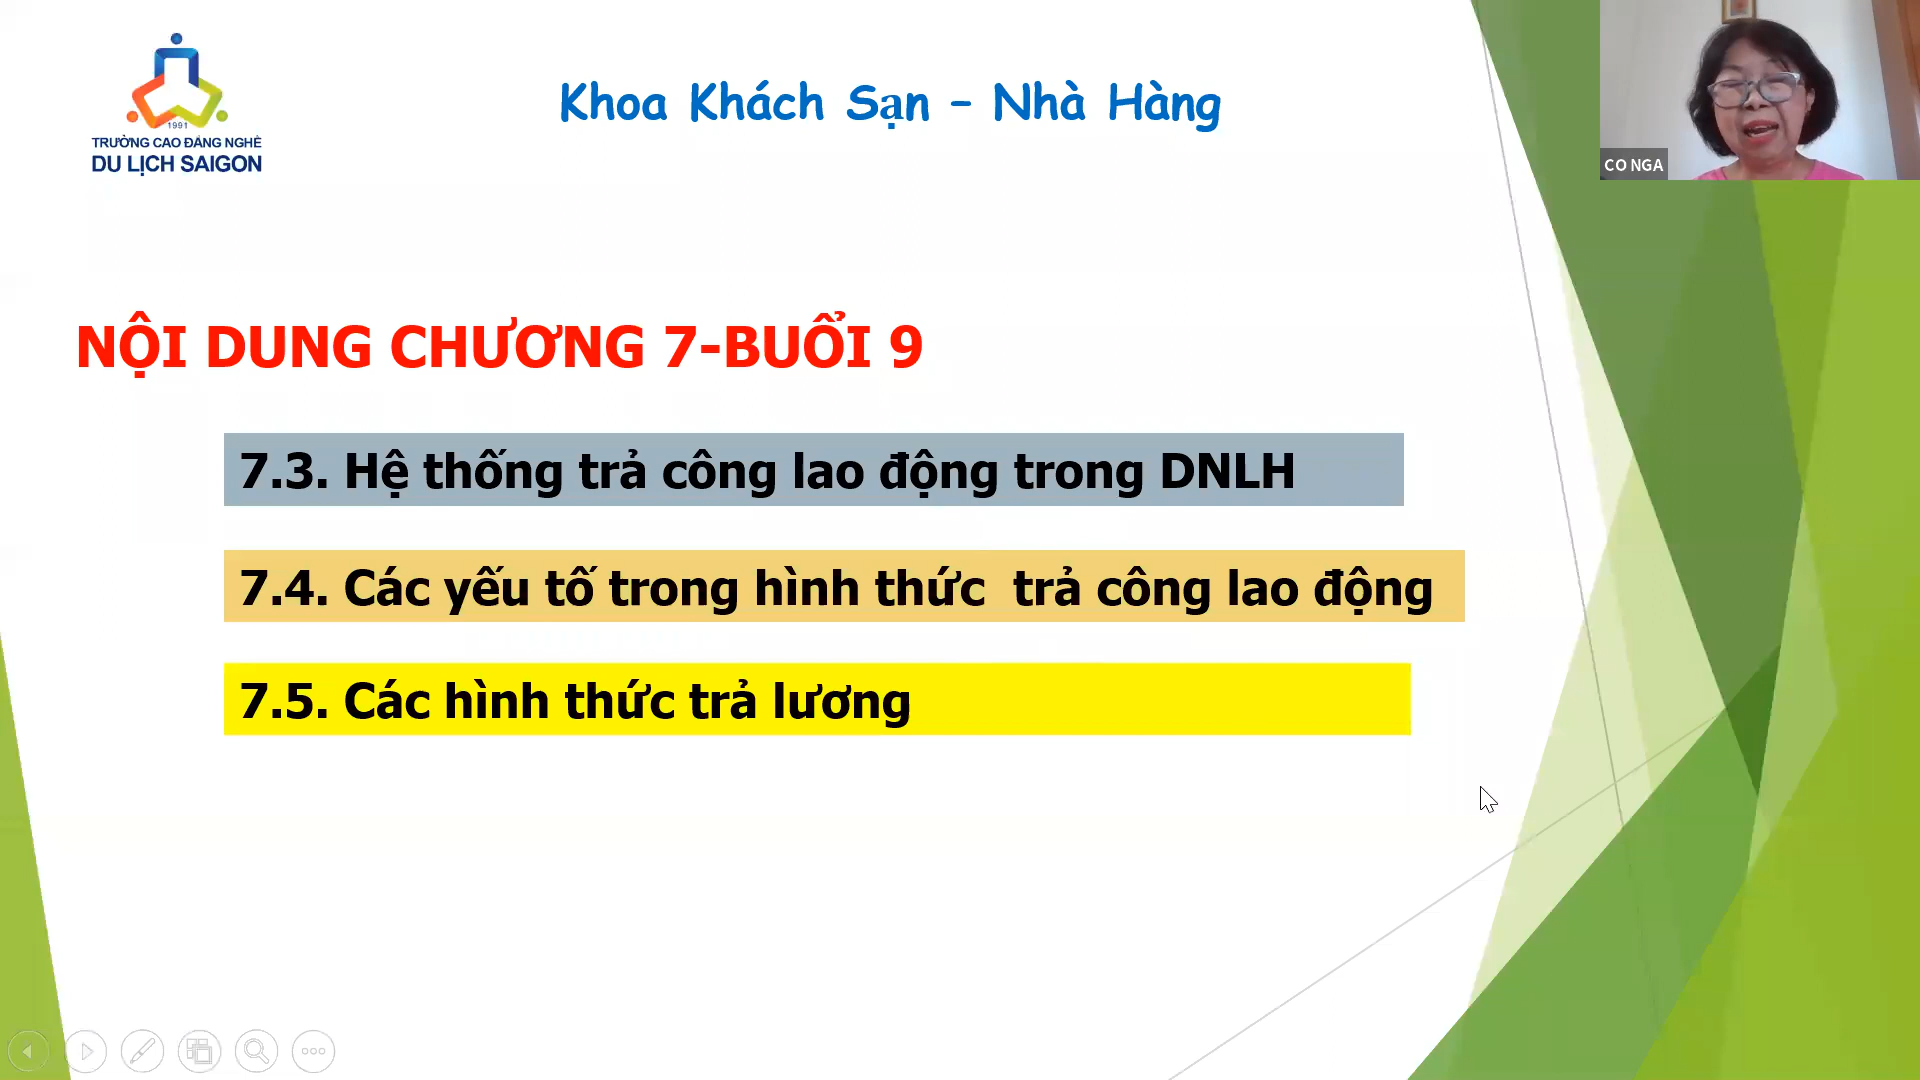 1991
TRƯỜNG CAO ĐẲNG NGHỀ
DU LỊCH SAIGON
Khoa Khách Sạn – Nhà Hàng
CO NGA
NỘI DUNG CHƯƠNG 7-BUỔI 9
7.3. Hệ thống trả công lao động trong DNLH
7.4. Các yếu tố trong hình thức  trả công lao động
7.5. Các hình thức trả lương